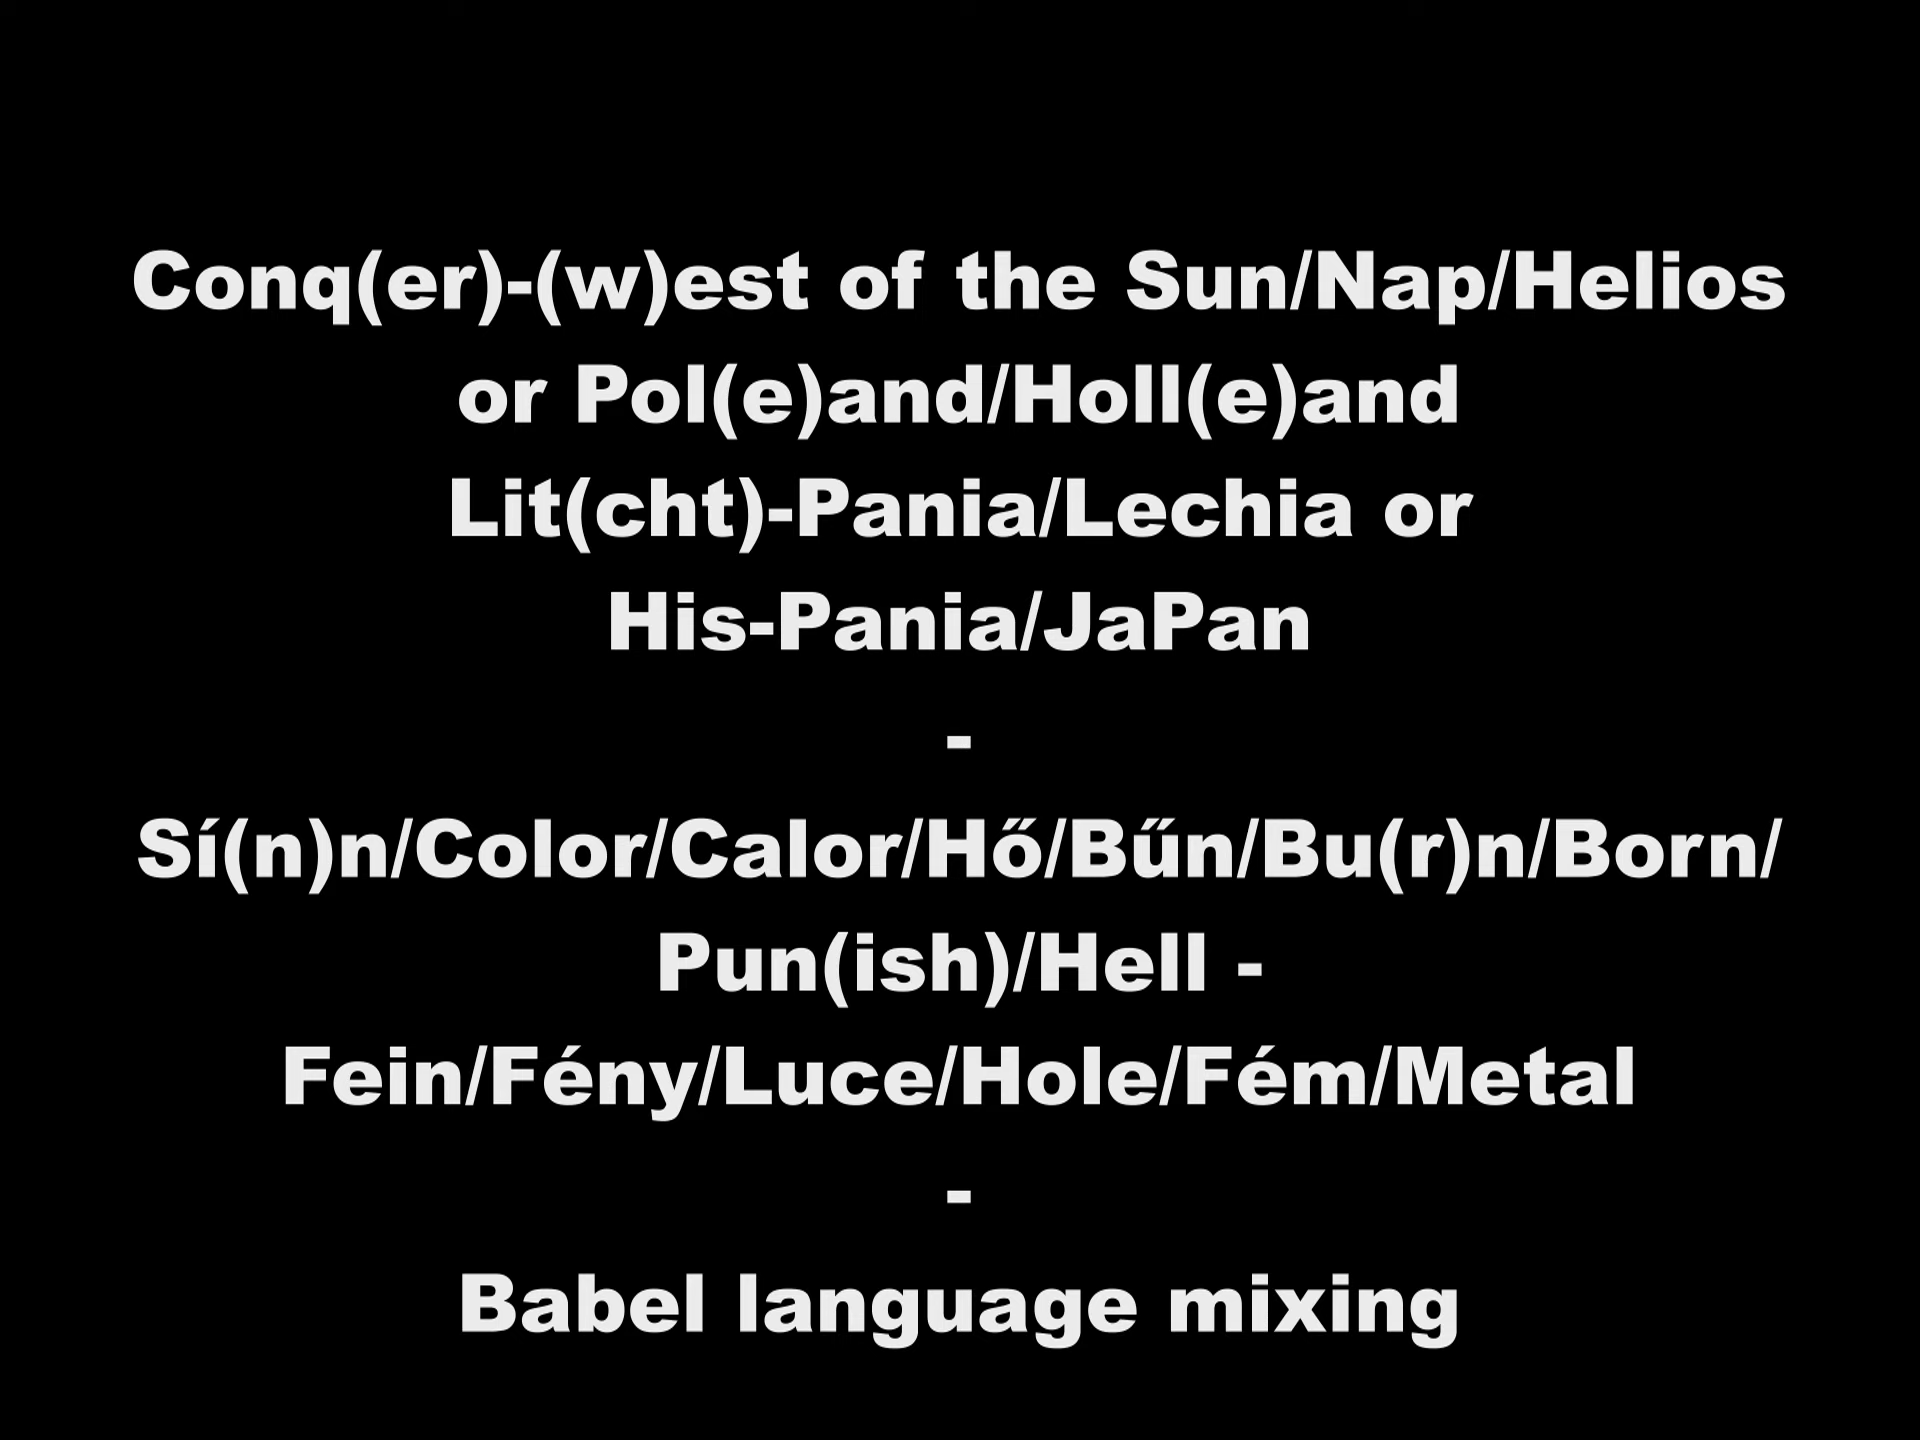 Conq(er)-(w)est of the Sun/Nap/Helios
or Pol(e)and/Holl(e)and
Lit(cht)-Pania/Lechia or
His-Pania/JaPan
-
Sí(n)n/Color/Calor/Hő/Bűn/Bu(r)n/Born/
Pun(ish)/Hell -
Fein/Fény/Luce/Hole/Fém/Metal
-
Babel language mixing